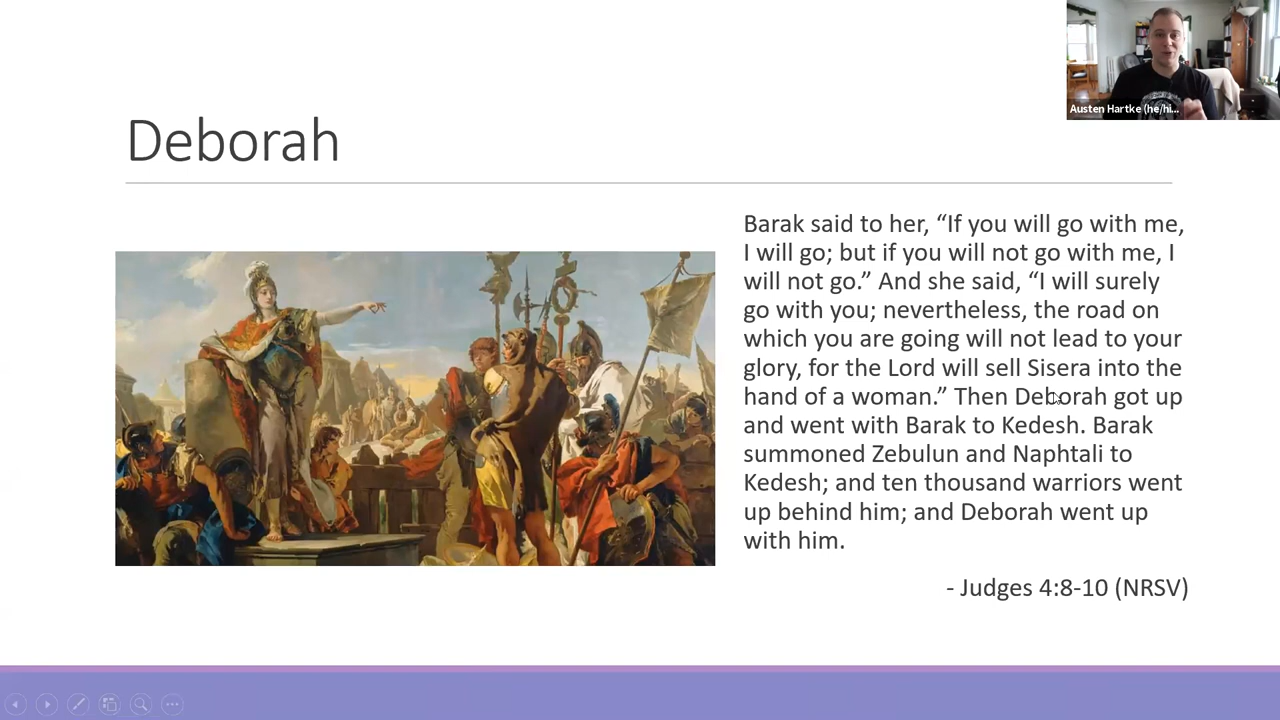 Austen Hartke (he/hi...
Deborah
Barak said to her, “If you will go with me,
I will go; but if you will not go with me, I
will not go.” And she said, “I will surely
go with you; nevertheless, the road on
which you are going will not lead to your
glory, for the Lord will sell Sisera into the
hand of a woman.” Then Deborah got up
and went with Barak to Kedesh. Barak
summoned Zebulun and Naphtali to
Kedesh; and ten thousand warriors went
up behind him; and Deborah went up
with him.
- Judges 4:8-10 (NRSV)